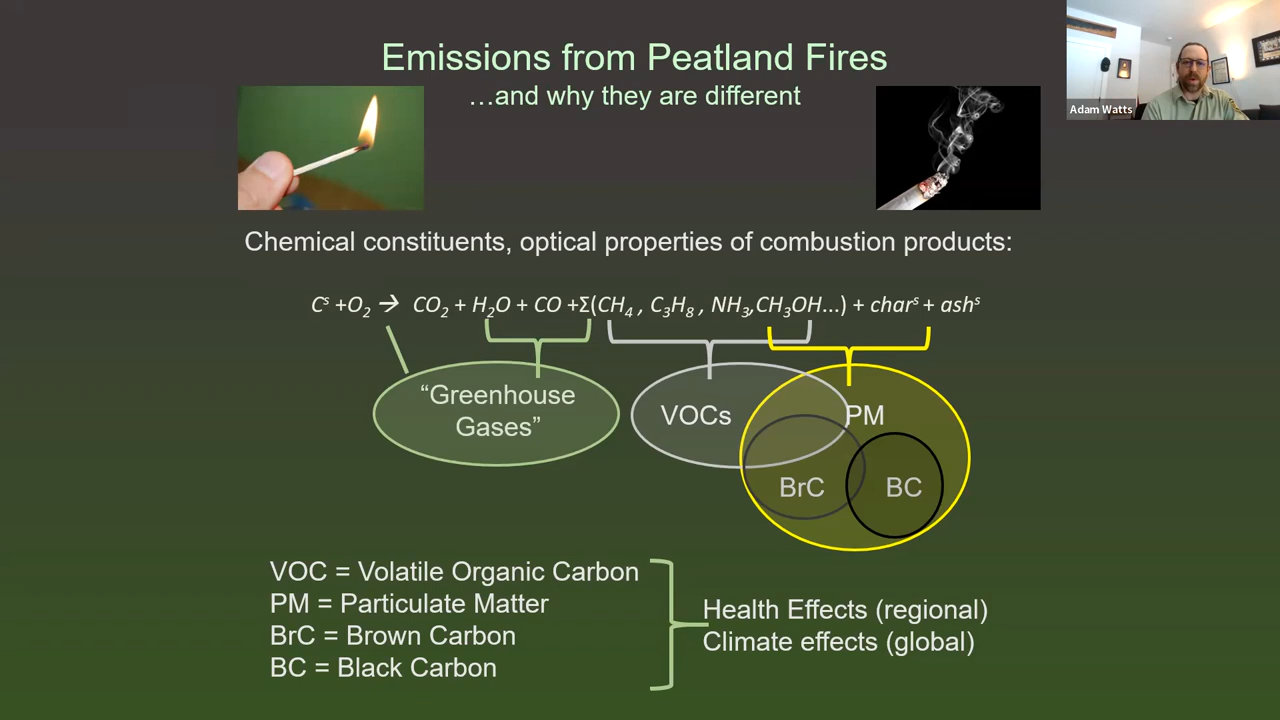 Emissions from Peatland Fires
…and why they are different
Adam Watts
Chemical constituents, optical properties of combustion products:
Cˢ +O₂ → CO₂ + H₂O + CO +Σ(CH₄ , C₃H₈ , NH₃,CH₃OH...) + charˢ + ashˢ
“Greenhouse
Gases”
VOCs
PM
BrC
BC
VOC = Volatile Organic Carbon
PM = Particulate Matter
BrC = Brown Carbon
BC = Black Carbon
Health Effects (regional)
Climate effects (global)